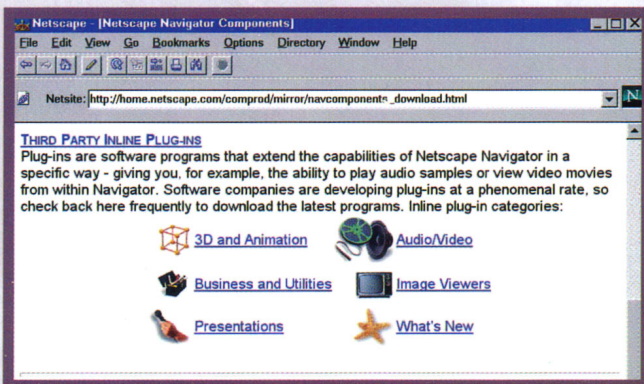 Netscape - [Netscape Navigator Components]
File Edit View Go Bookmarks Options Directory Window Help
Netsite: http://home.netscape.com/comprod/mirror/navcomponents_download.html
N
THIRD PARTY INLINE PLUG-INS
Plug-ins are software programs that extend the capabilities of Netscape Navigator in a
specific way - giving you, for example, the ability to play audio samples or view video movies
from within Navigator. Software companies are developing plug-ins at a phenomenal rate, so
check back here frequently to download the latest programs. Inline plug-in categories:
3D and Animation Audio/Video
Business and Utilities Image Viewers
Presentations What's New